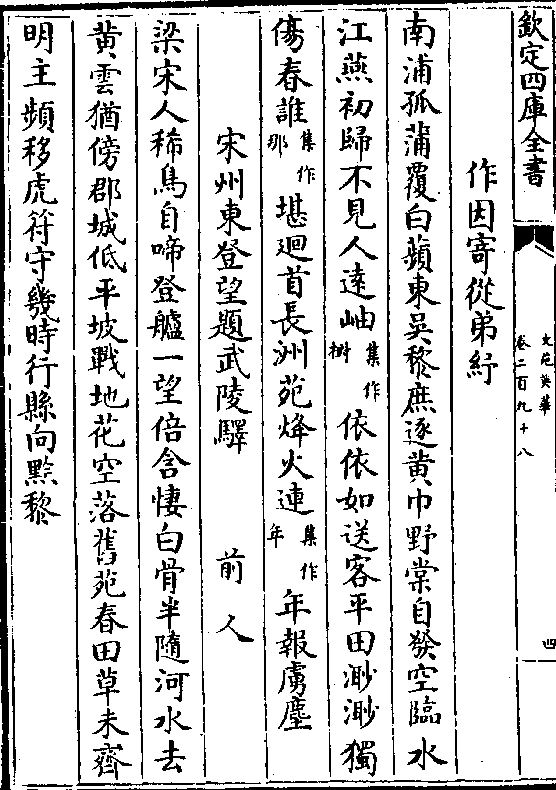 欽定四庫全書
文苑英華
卷二百九十八
四
作因寄從弟紓
南浦孤蒲覆白蘋東吳黎庶逐黄巾野棠自發空臨水
江燕初歸不見人遠岫集作樹依依如送客平田渺渺獨
傷春誰集作那堪迴首長洲苑烽火連集作年年報虜塵
宋州東登望題武陵驛 前人
梁宋人稀鳥自啼登艫一望倍含悽白骨半隨河水去
黄雲猶傍郡城低平坡戰地花空落舊苑春田草未齊
明主頻移虎符守幾時行縣向黔黎